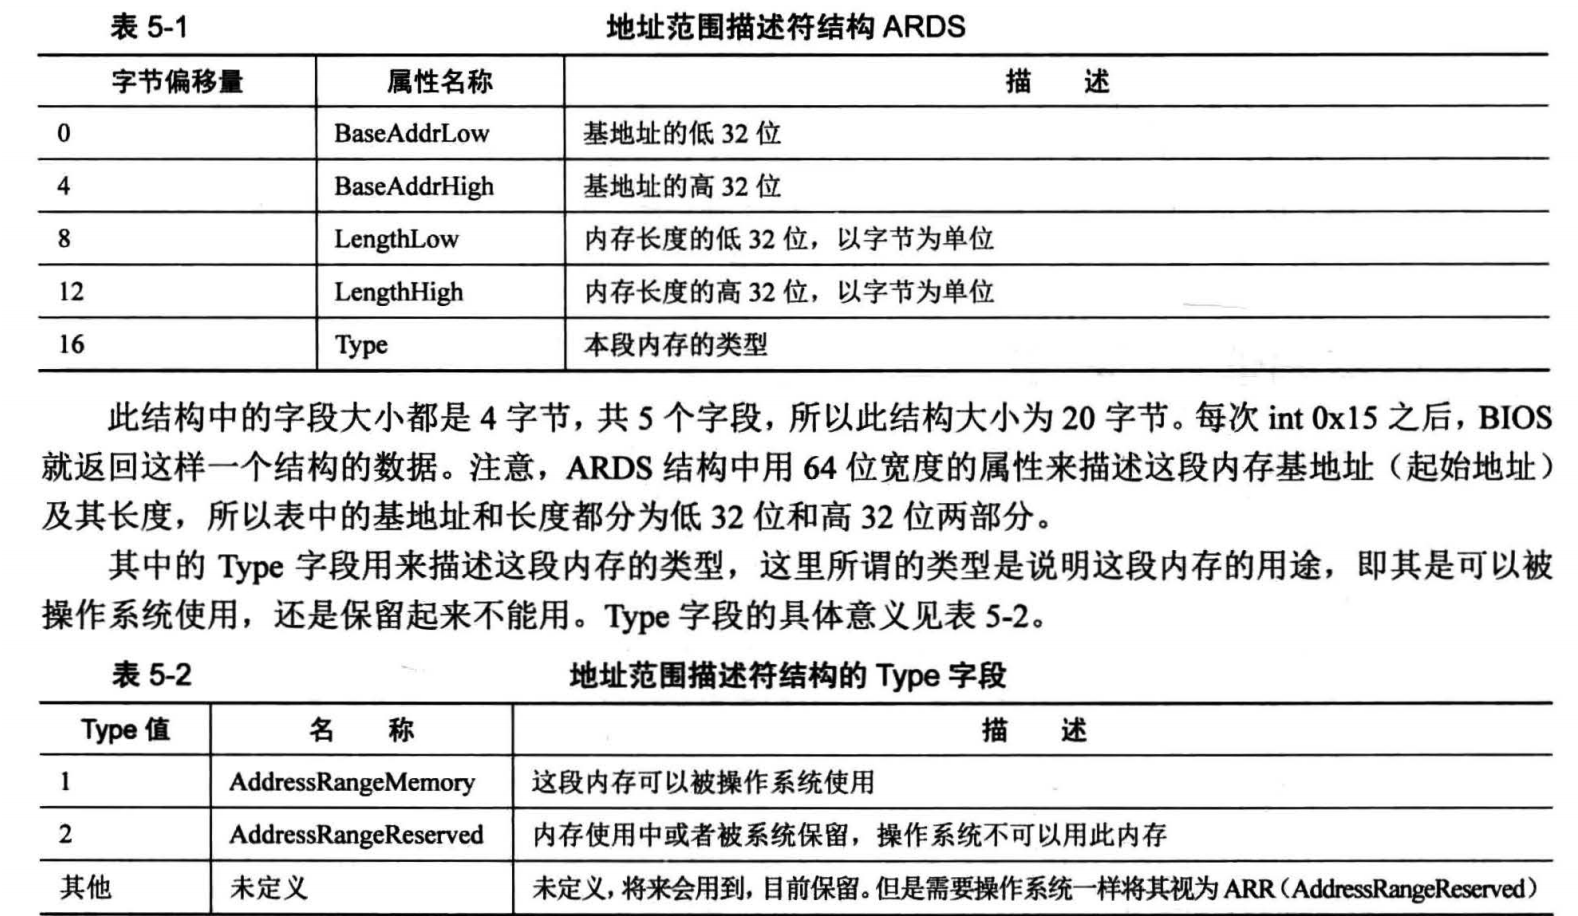 表 5-1 地址范围描述符结构 ARDS
字节偏移量 属性名称 描 述
0 BaseAddrLow 基地址的低 32 位
4 BaseAddrHigh 基地址的高 32 位
8 LengthLow 内存长度的低 32 位，以字节为单位
12 LengthHigh 内存长度的高 32 位，以字节为单位
16 Type 本段内存的类型
此结构中的字段大小都是 4 字节，共 5 个字段，所以此结构大小为 20 字节。每次 int 0x15 之后，BIOS
就返回这样一个结构的数据。注意，ARDS 结构中用 64 位宽度的属性来描述这段内存基地址（起始地址）
及其长度，所以表中的基地址和长度都分为低 32 位和高 32 位两部分。
其中的 Type 字段用来描述这段内存的类型，这里所谓的类型是说明这段内存的用途，即其是可以被
操作系统使用，还是保留起来不能用。Type 字段的具体意义见表 5-2。
表 5-2 地址范围描述符结构的 Type 字段
Type 值 名 称 描 述
1 AddressRangeMemory 这段内存可以被操作系统使用
2 AddressRangeReserved 内存使用中或者被系统保留，操作系统不可以用此内存
其他 未定义 未定义，将来会用到，目前保留。但是需要操作系统一样将其视为 ARR（AddressRangeReserved）